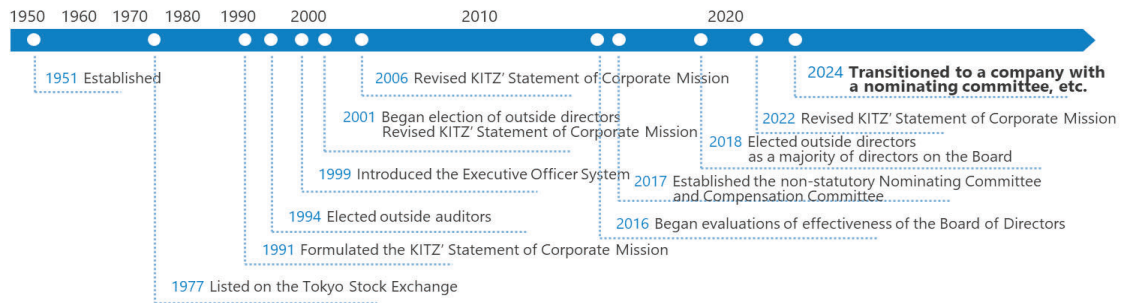 1950 1960 1970 1980 1990 2000 2010 2020
1951 Established
2006 Revised KITZ' Statement of Corporate Mission
2024 Transitioned to a company with
a nominating committee, etc.
2001 Began election of outside directors
Revised KITZ' Statement of Corporate Mission
2022 Revised KITZ' Statement of Corporate Mission
2018 Elected outside directors
as a majority of directors on the Board
1999 Introduced the Executive Officer System
2017 Established the non-statutory Nominating Committee
and Compensation Committee
1994 Elected outside auditors
2016 Began evaluations of effectiveness of the Board of Directors
1991 Formulated the KITZ' Statement of Corporate Mission
1977 Listed on the Tokyo Stock Exchange